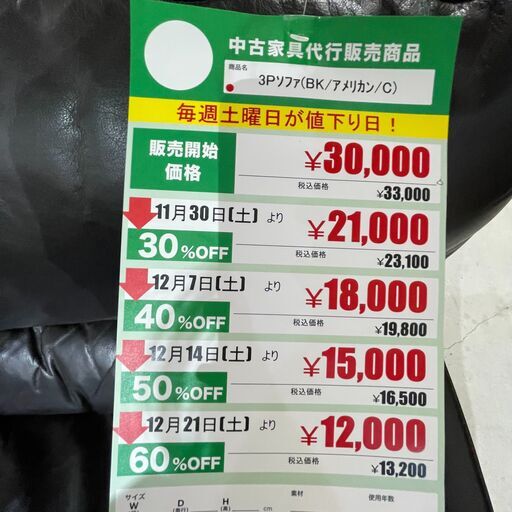 中古家具代行販売商品
商品名
3Pソファ(BK/アメリカン/C)
毎週土曜日が値下り日！
販売開始
価格
¥30,000
税込価格 ¥33,000
11月30日(土) より
30%OFF
¥21,000
税込価格 ¥23,100
12月7日(土) より
40%OFF
¥18,000
税込価格 ¥19,800
12月14日(土) より
50%OFF
¥15,000
税込価格 ¥16,500
12月21日(土) より
60%OFF
¥12,000
税込価格 ¥13,200
サイズ
W D H cm
(奥行) (高)
素材
使用年数